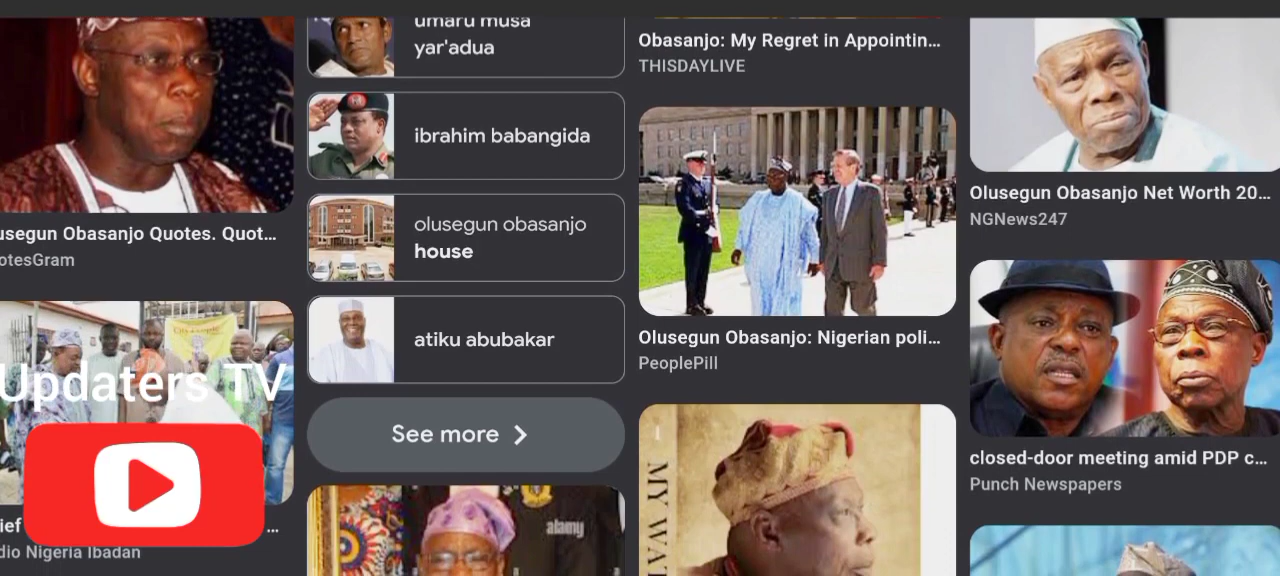 usegun Obasanjo Quotes. Quot...
otesGram
Updaters TV
ief
...
dio Nigeria Ibadan
umaru musa
yar'adua
ibrahim babangida
olusegun obasanjo
house
atiku abubakar
See more
alamy
Obasanjo: My Regret in Appointin...
THISDAYLIVE
Olusegun Obasanjo: Nigerian poli...
PeoplePill
MY WAT
Olusegun Obasanjo Net Worth 20...
NGNews247
closed-door meeting amid PDP c...
Punch Newspapers